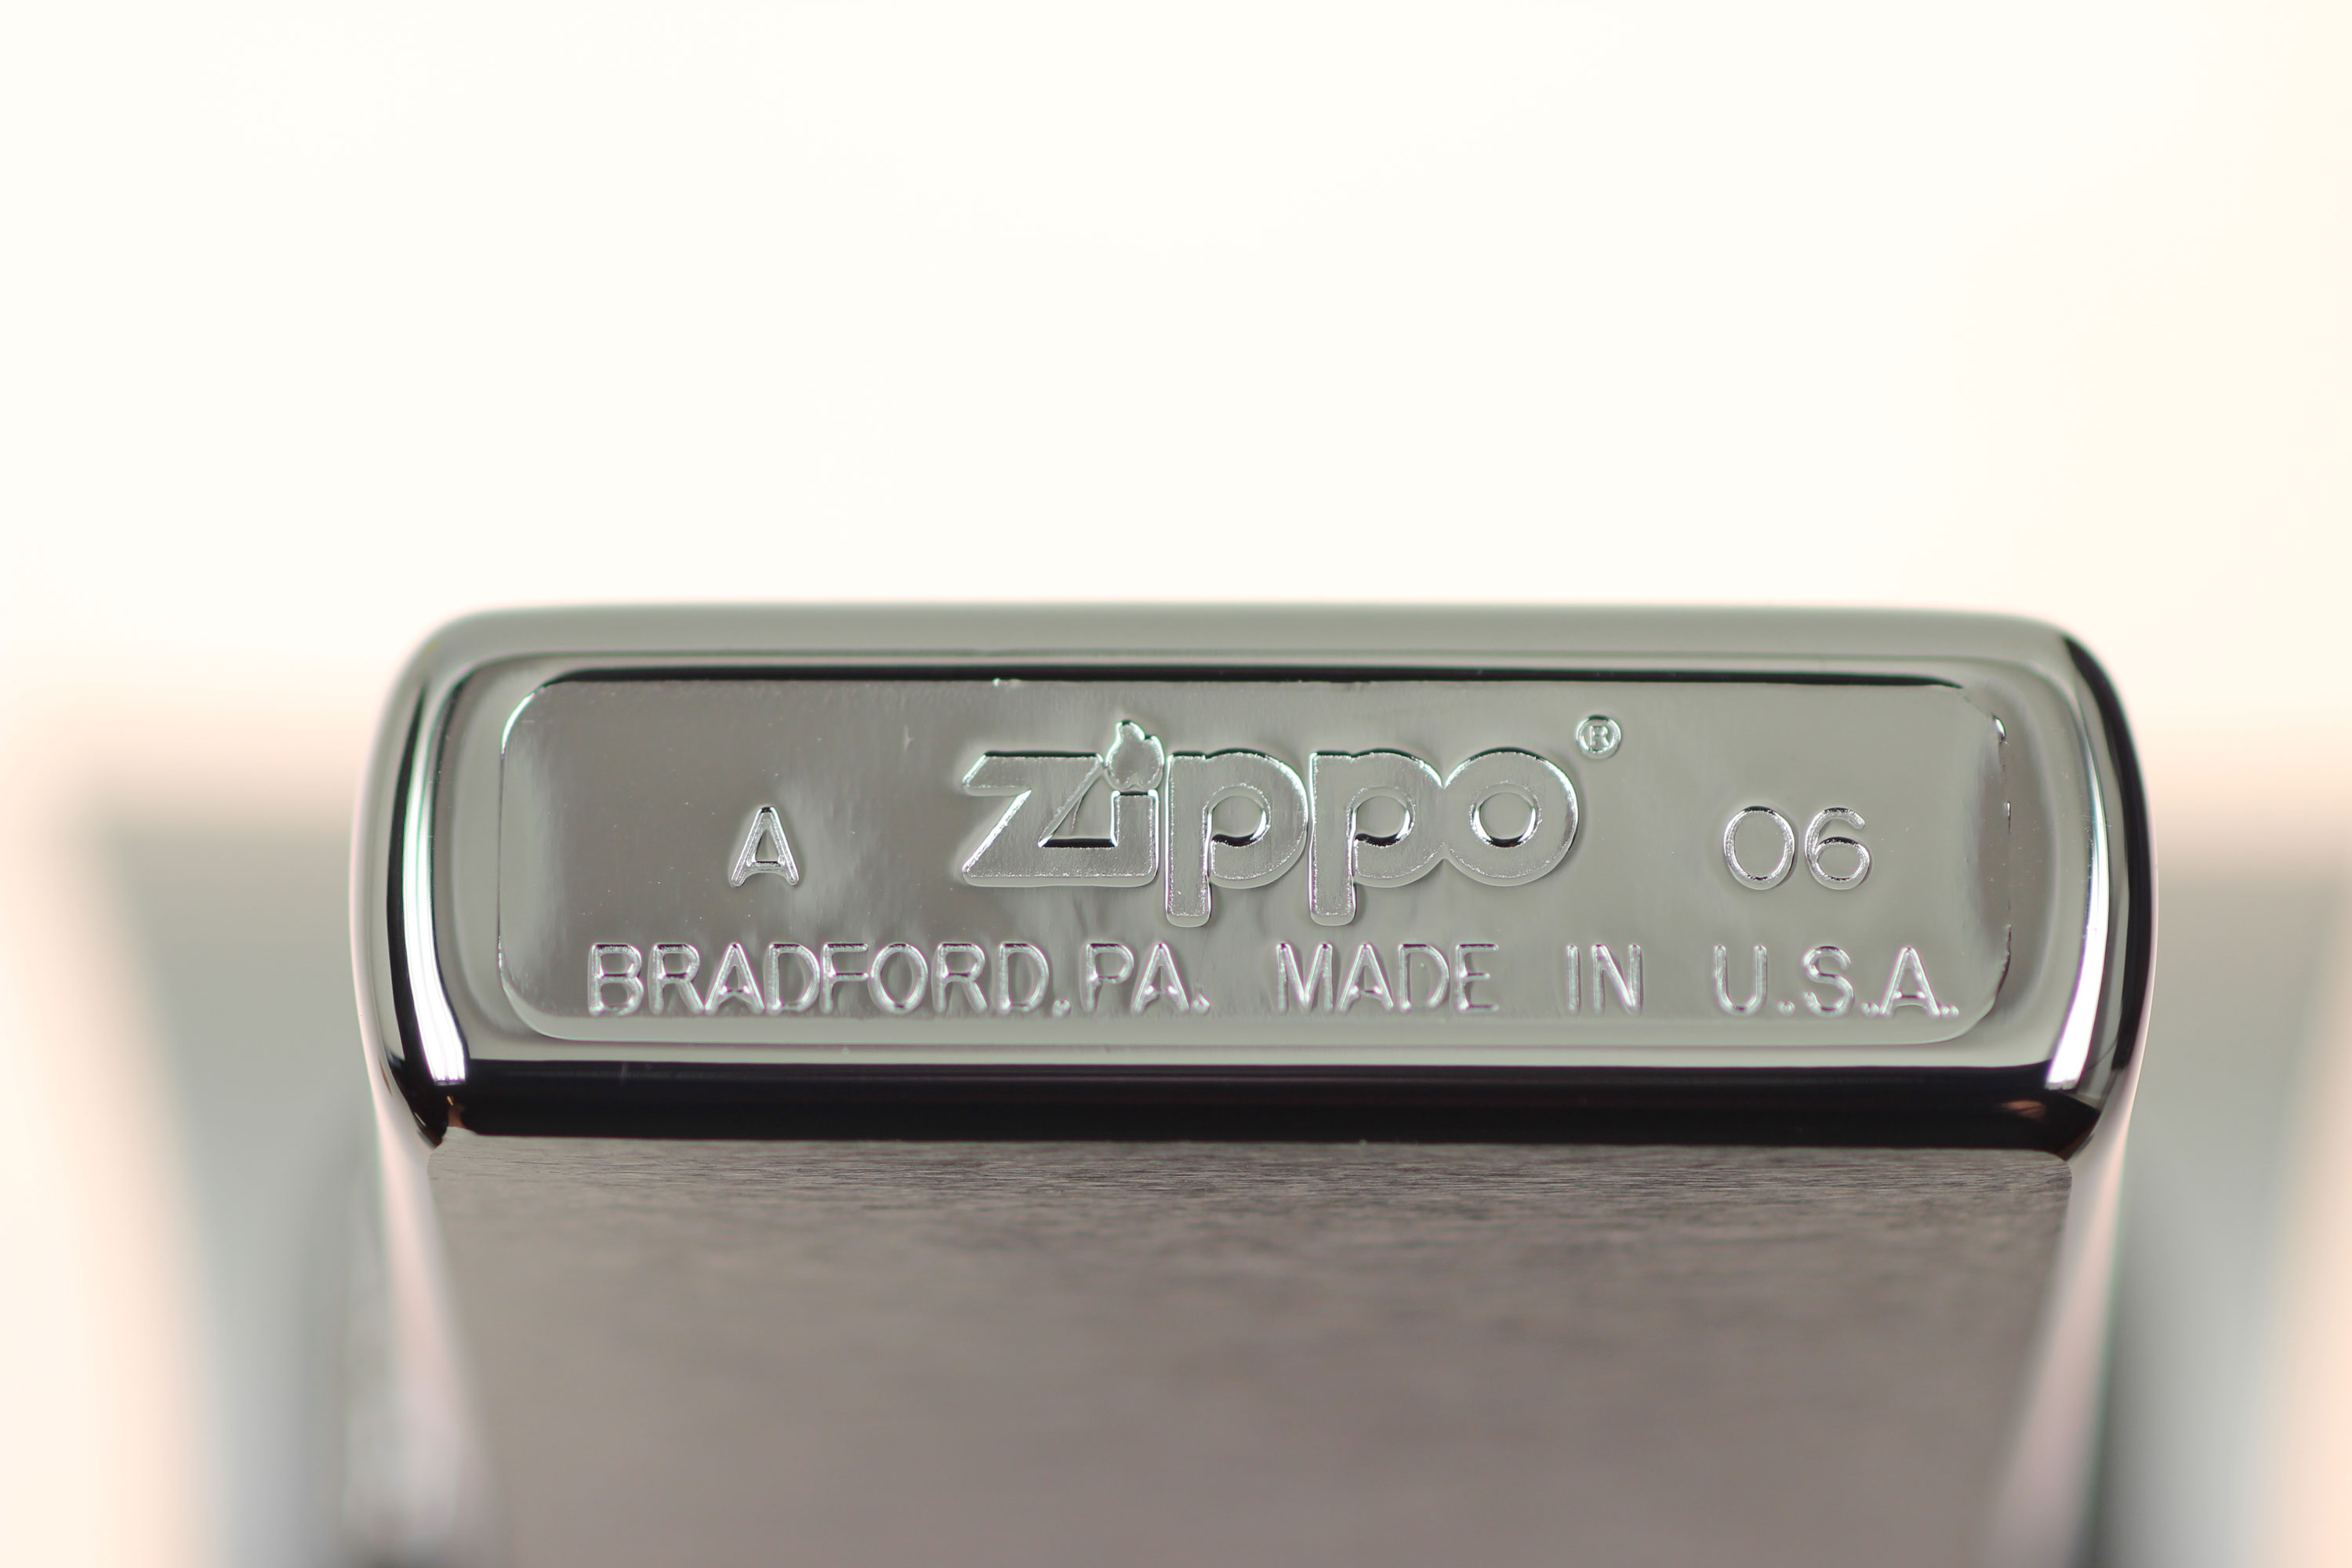 A zippo® 06
BRADFORD,PA. MADE IN U.S.A.